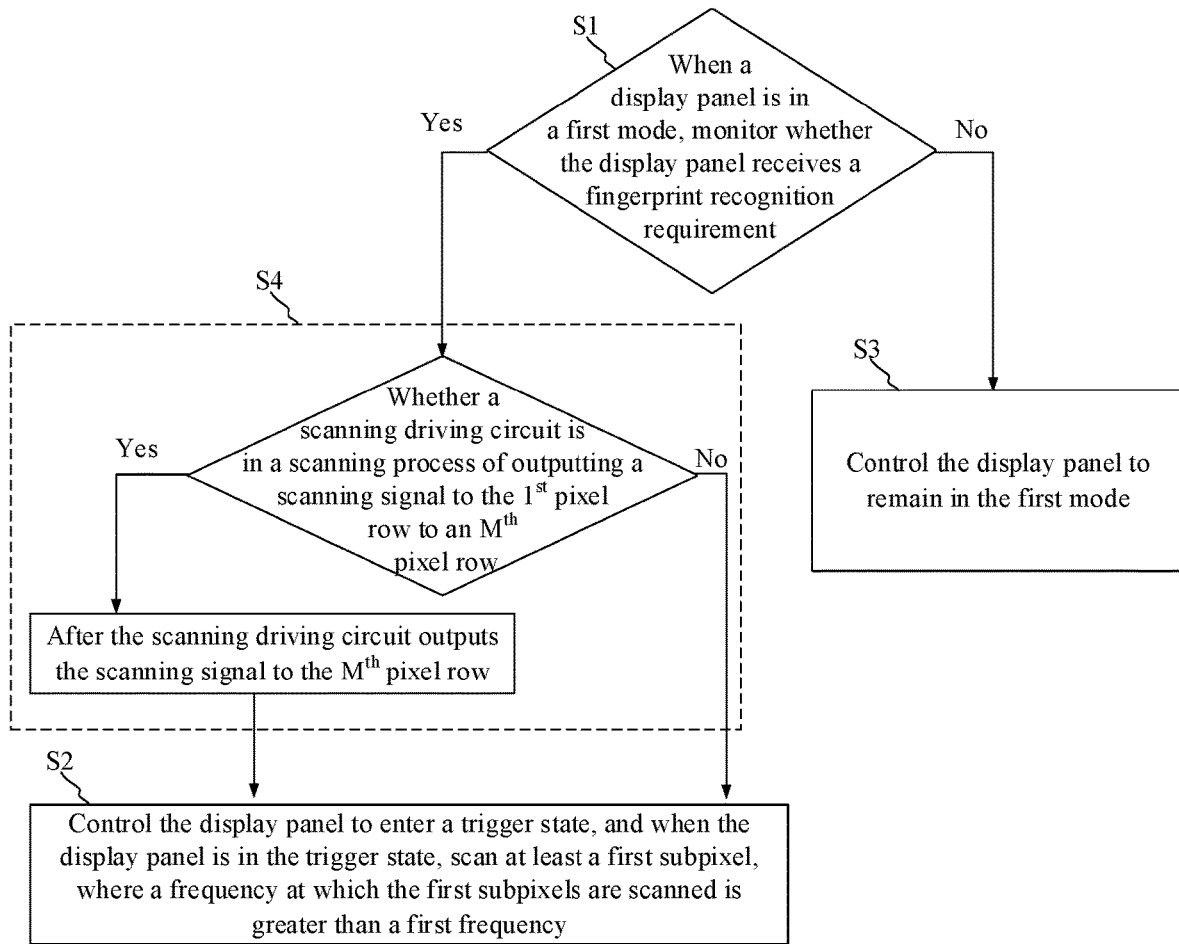 S1
When a
display panel is in
a first mode, monitor whether
the display panel receives a
fingerprint recognition
requirement
Yes
No
S4
Whether a
scanning driving circuit is
in a scanning process of outputting a
scanning signal to the 1st pixel
row to an Mth
pixel row
Yes
No
After the scanning driving circuit outputs
the scanning signal to the Mth pixel row
S3
Control the display panel to
remain in the first mode
S2
Control the display panel to enter a trigger state, and when the
display panel is in the trigger state, scan at least a first subpixel,
where a frequency at which the first subpixels are scanned is
greater than a first frequency